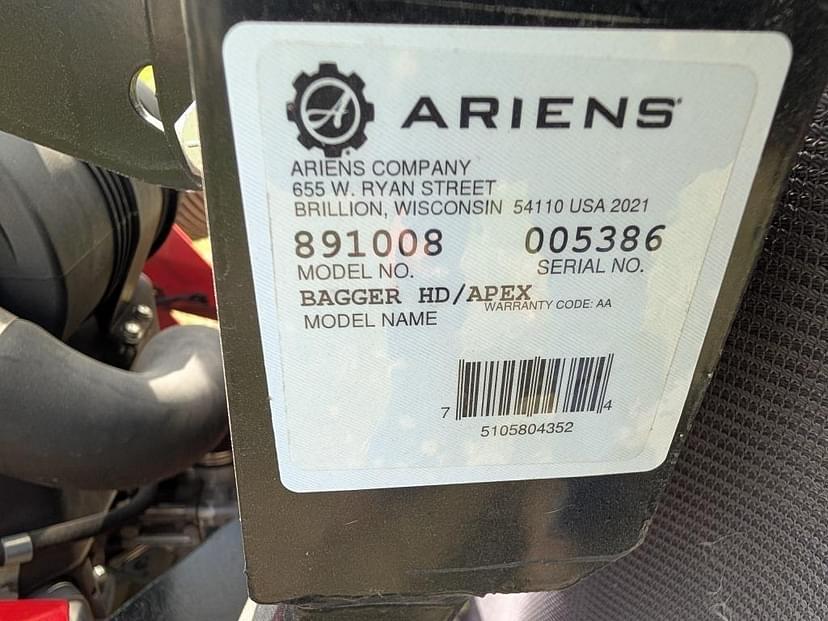 A ARIENS
ARIENS COMPANY
655 W. RYAN STREET
BRILLION, WISCONSIN 54110 USA 2021
891008 005386
MODEL NO. SERIAL NO.
BAGGER HD/APEX
WARRANTY CODE: AA
MODEL NAME
7 5105804352 4